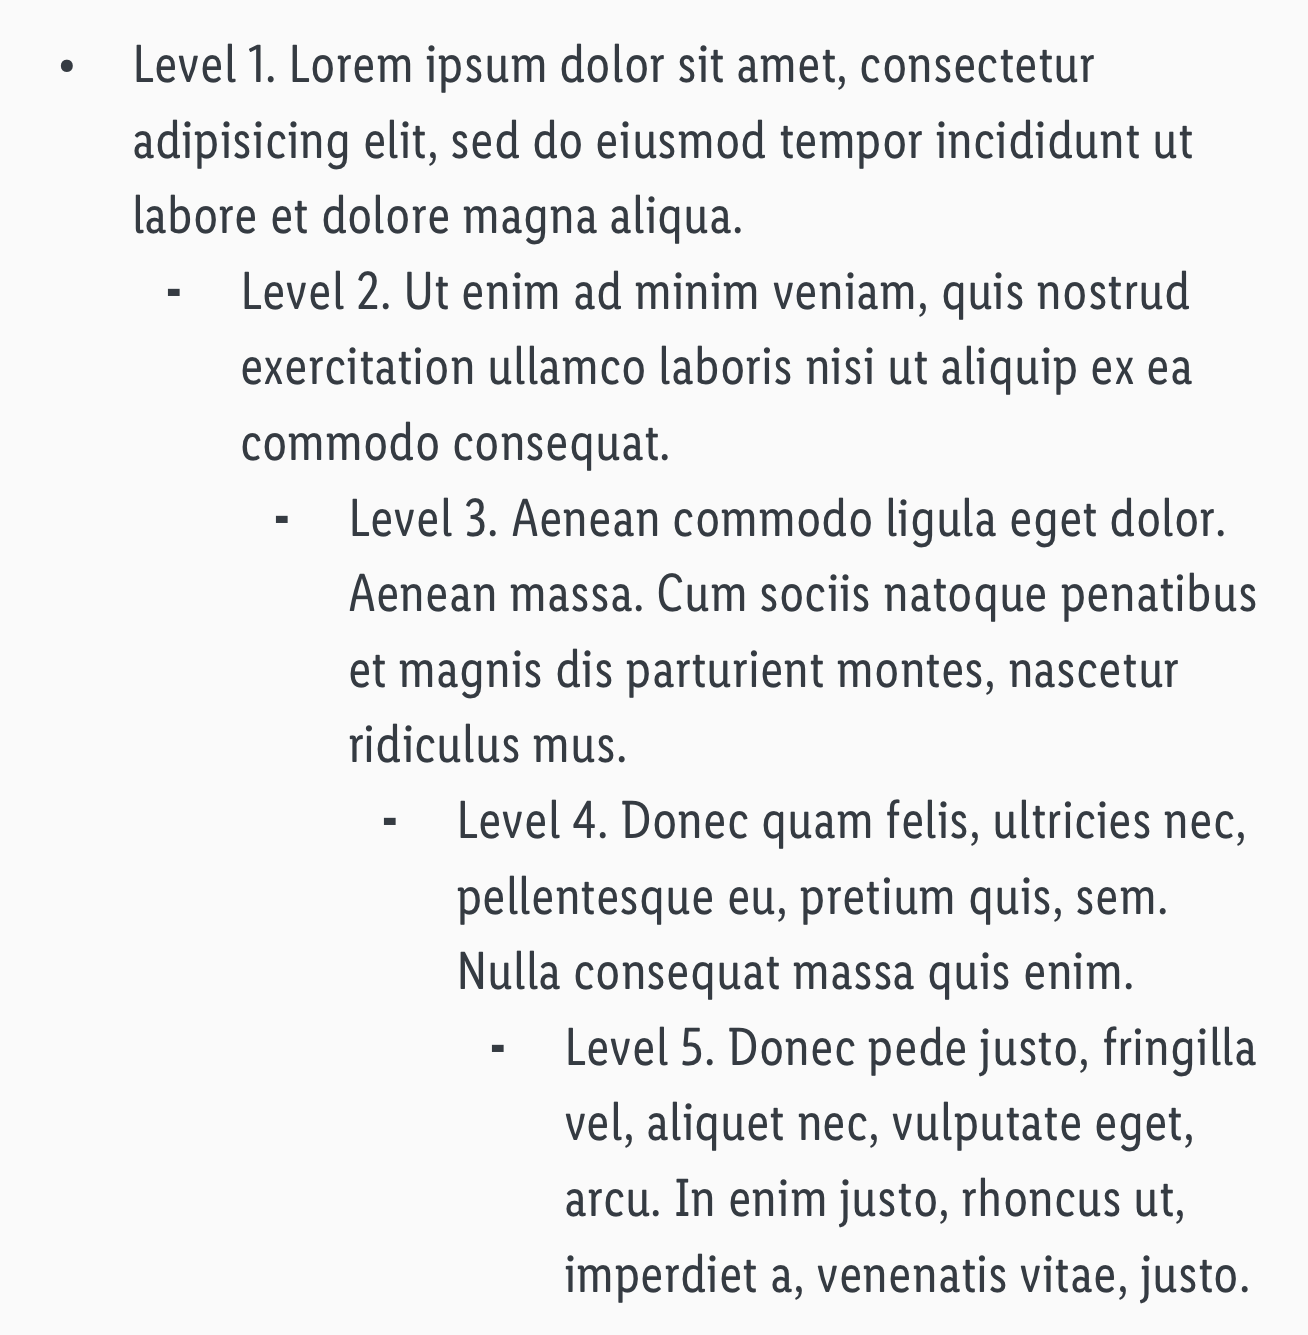 • Level 1. Lorem ipsum dolor sit amet, consectetur
adipisicing elit, sed do eiusmod tempor incididunt ut
labore et dolore magna aliqua.
- Level 2. Ut enim ad minim veniam, quis nostrud
exercitation ullamco laboris nisi ut aliquip ex ea
commodo consequat.
- Level 3. Aenean commodo ligula eget dolor.
Aenean massa. Cum sociis natoque penatibus
et magnis dis parturient montes, nascetur
ridiculus mus.
- Level 4. Donec quam felis, ultricies nec,
pellentesque eu, pretium quis, sem.
Nulla consequat massa quis enim.
- Level 5. Donec pede justo, fringilla
vel, aliquet nec, vulputate eget,
arcu. In enim justo, rhoncus ut,
imperdiet a, venenatis vitae, justo.